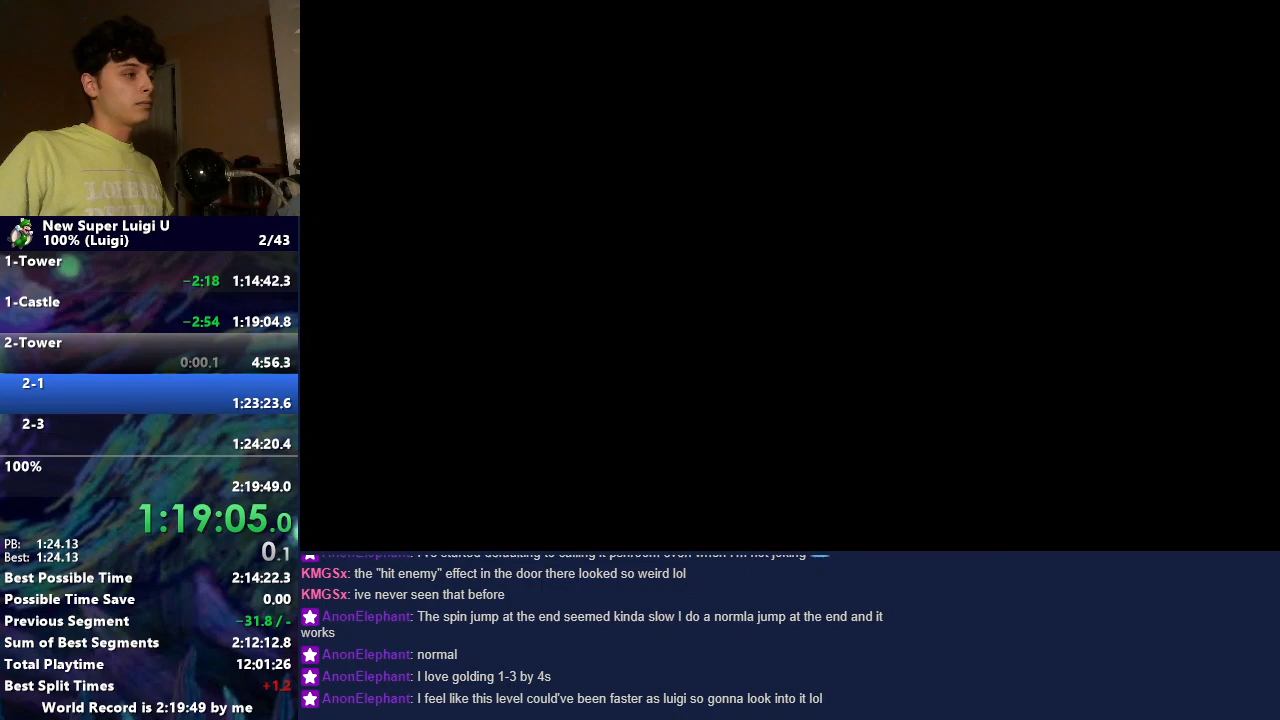 New Super Luigi U
100% (Luigi) 2/43
1-Tower
−2:18 1:14:42.3
1-Castle
−2:54 1:19:04.8
2-Tower
0:00.1 4:56.3
2-1
1:23:23.6
2-3
1:24:20.4
100%
2:19:49.0
1:19:05.0
PB: 1:24.13
Best: 1:24.13
0.1
Best Possible Time 2:14:22.3
Possible Time Save 0.00
Previous Segment −31.8 / -
Sum of Best Segments 2:12:12.8
Total Playtime 12:01:26
Best Split Times +1.2
World Record is 2:19:49 by me
KMGSx: the "hit enemy" effect in the door there looked so weird lol
KMGSx: ive never seen that before
AnonElephant: The spin jump at the end seemed kinda slow I do a normla jump at the end and it
works
AnonElephant: normal
AnonElephant: I love golding 1-3 by 4s
AnonElephant: I feel like this level could've been faster as luigi so gonna look into it lol